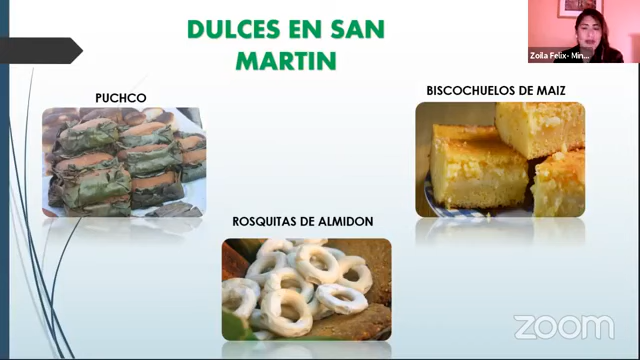 DULCES EN SAN
MARTIN
Zoila Felix- Min...
PUCHCO
BISCOCHUELOS DE MAIZ
ROSQUITAS DE ALMIDON
zoom